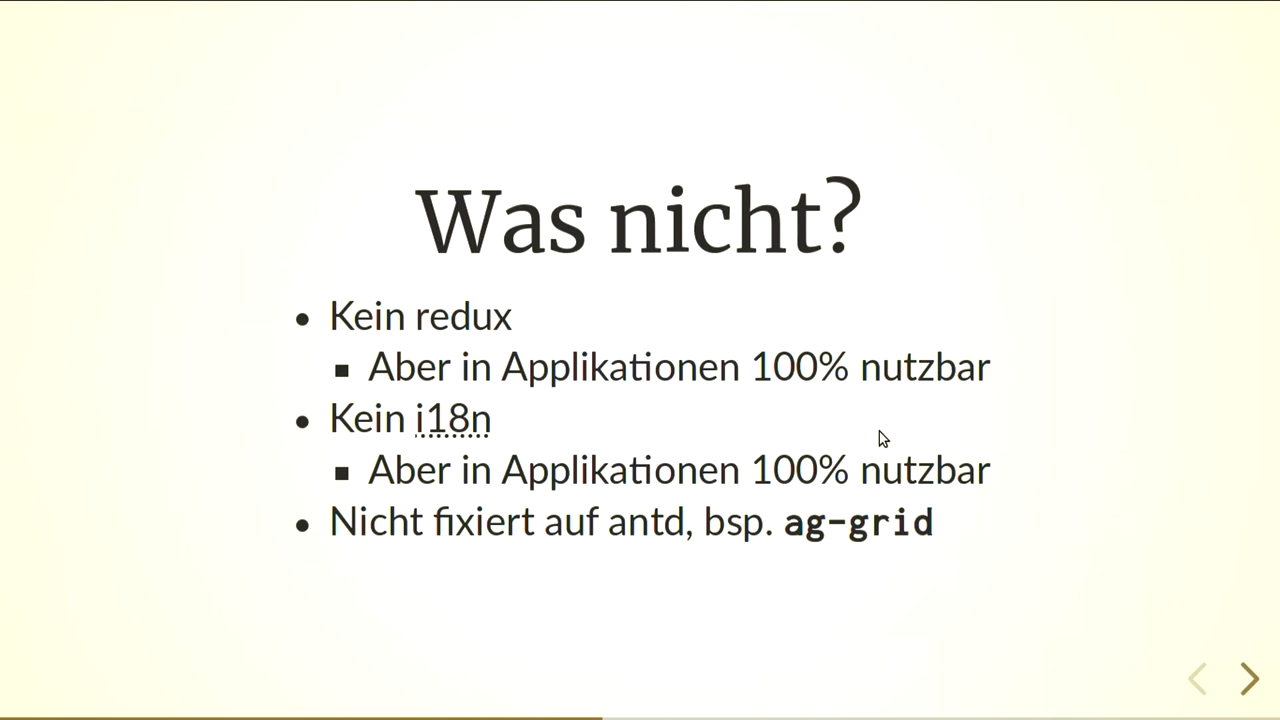 Was nicht?
Kein redux
Aber in Applikationen 100% nutzbar
Kein i18n
Aber in Applikationen 100% nutzbar
Nicht fixiert auf antd, bsp. ag-grid